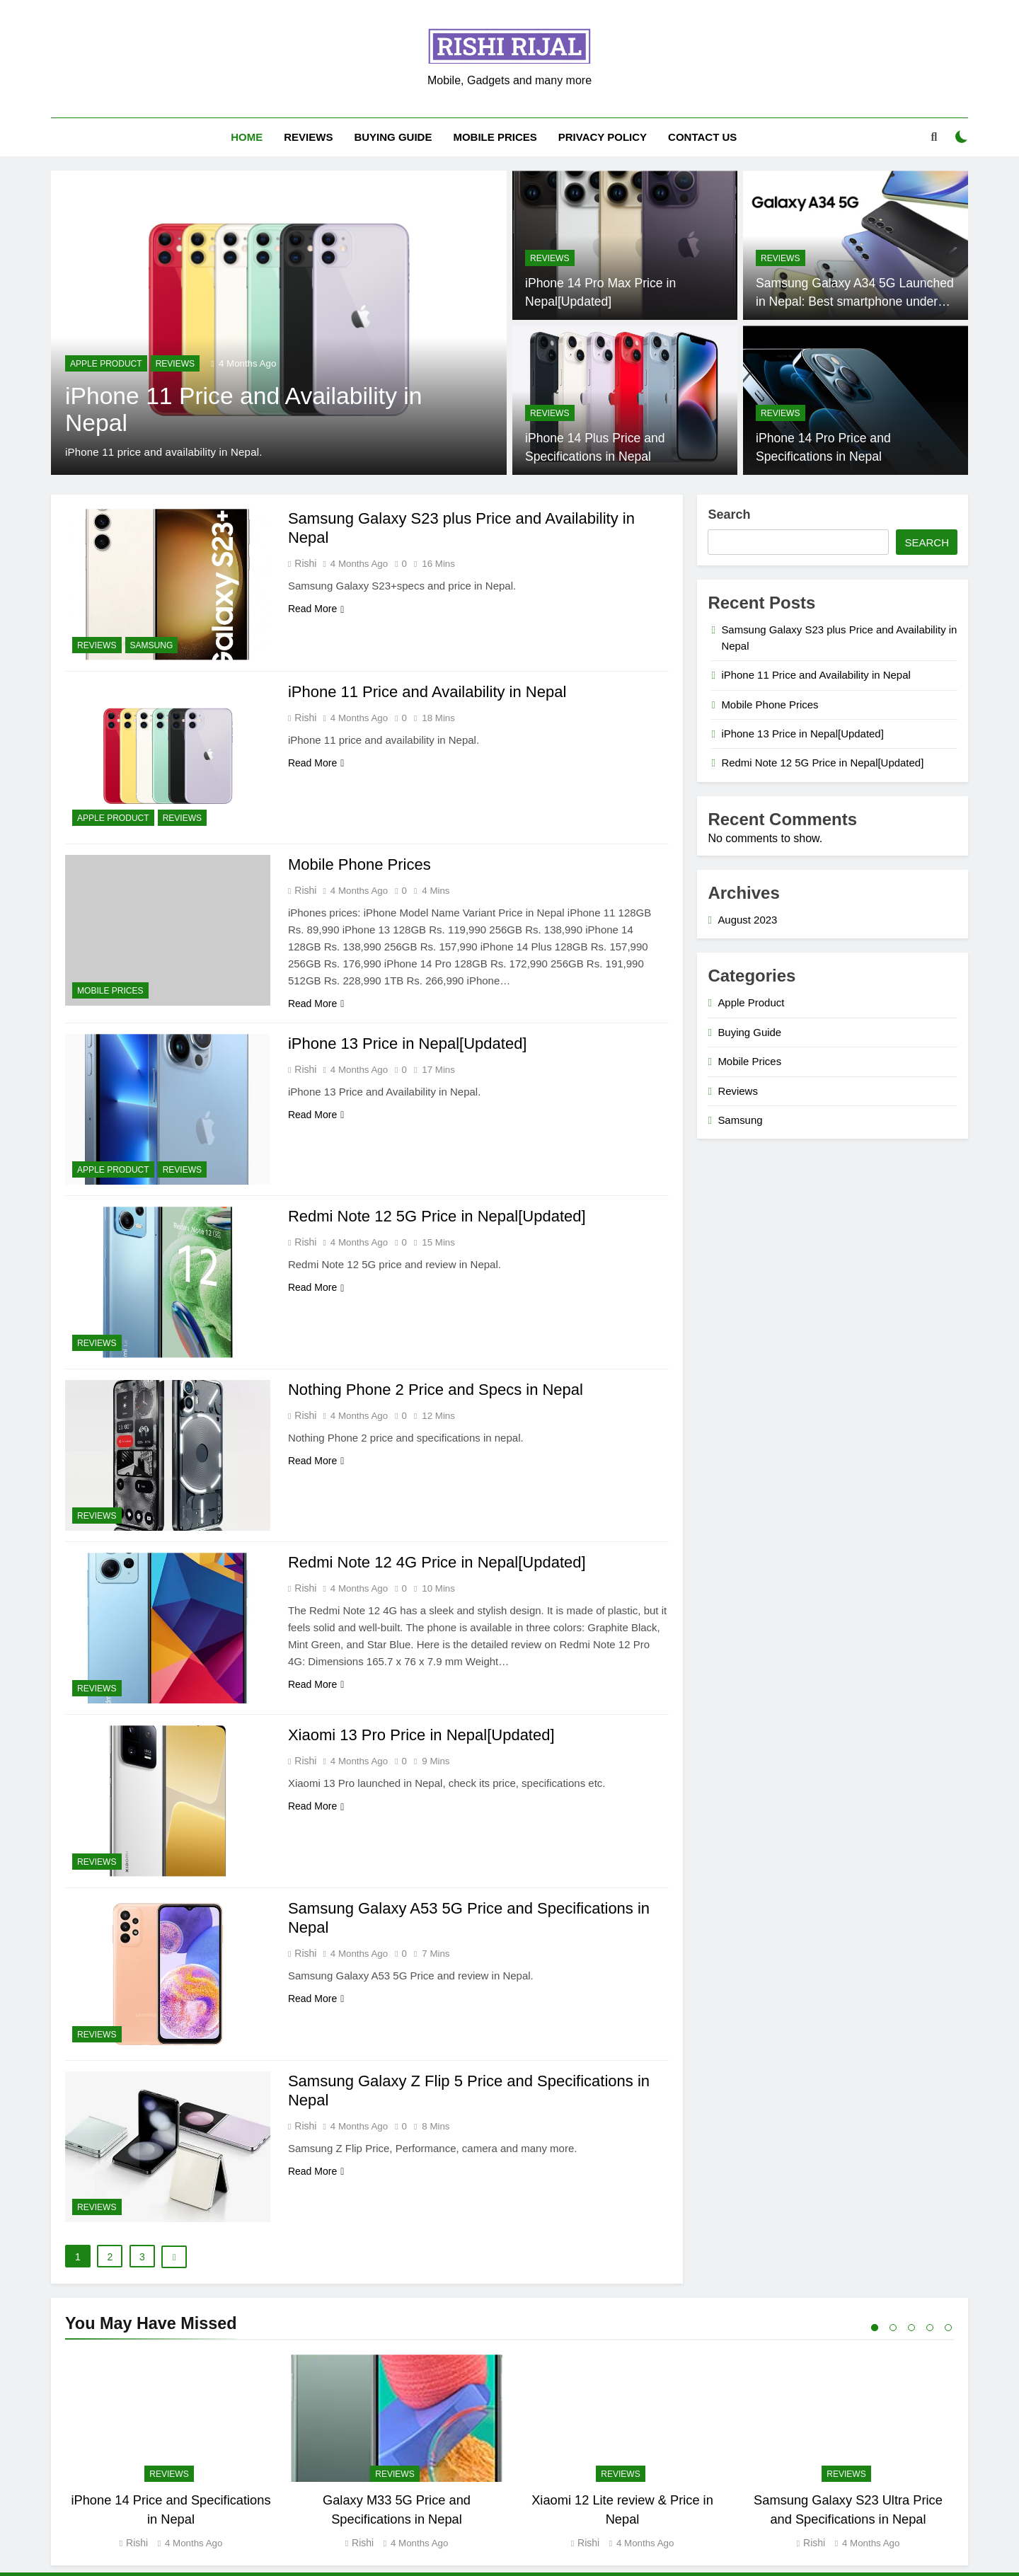 RISHI RIJAL
Mobile, Gadgets and many more
HOME REVIEWS BUYING GUIDE MOBILE PRICES PRIVACY POLICY CONTACT US
APPLE PRODUCT REVIEWS 4 Months Ago
iPhone 11 Price and Availability in
Nepal
iPhone 11 price and availability in Nepal.
REVIEWS
iPhone 14 Pro Max Price in
Nepal[Updated]
Galaxy A34 5G
REVIEWS
Samsung Galaxy A34 5G Launched
in Nepal: Best smartphone under…
REVIEWS
iPhone 14 Plus Price and
Specifications in Nepal
REVIEWS
iPhone 14 Pro Price and
Specifications in Nepal
Galaxy S23+
REVIEWS SAMSUNG
Samsung Galaxy S23 plus Price and Availability in
Nepal
Rishi 4 Months Ago 0 16 Mins
Samsung Galaxy S23+specs and price in Nepal.
Read More
APPLE PRODUCT REVIEWS
iPhone 11 Price and Availability in Nepal
Rishi 4 Months Ago 0 18 Mins
iPhone 11 price and availability in Nepal.
Read More
MOBILE PRICES
Mobile Phone Prices
Rishi 4 Months Ago 0 4 Mins
iPhones prices: iPhone Model Name Variant Price in Nepal iPhone 11 128GB
Rs. 89,990 iPhone 13 128GB Rs. 119,990 256GB Rs. 138,990 iPhone 14
128GB Rs. 138,990 256GB Rs. 157,990 iPhone 14 Plus 128GB Rs. 157,990
256GB Rs. 176,990 iPhone 14 Pro 128GB Rs. 172,990 256GB Rs. 191,990
512GB Rs. 228,990 1TB Rs. 266,990 iPhone…
Read More
APPLE PRODUCT REVIEWS
iPhone 13 Price in Nepal[Updated]
Rishi 4 Months Ago 0 17 Mins
iPhone 13 Price and Availability in Nepal.
Read More
Redmi Note 12 5G
12
REVIEWS
Redmi Note 12 5G Price in Nepal[Updated]
Rishi 4 Months Ago 0 15 Mins
Redmi Note 12 5G price and review in Nepal.
Read More
REVIEWS
Nothing Phone 2 Price and Specs in Nepal
Rishi 4 Months Ago 0 12 Mins
Nothing Phone 2 price and specifications in nepal.
Read More
REVIEWS
Redmi Note 12 4G Price in Nepal[Updated]
Rishi 4 Months Ago 0 10 Mins
The Redmi Note 12 4G has a sleek and stylish design. It is made of plastic, but it
feels solid and well-built. The phone is available in three colors: Graphite Black,
Mint Green, and Star Blue. Here is the detailed review on Redmi Note 12 Pro
4G: Dimensions 165.7 x 76 x 7.9 mm Weight…
Read More
REVIEWS
Xiaomi 13 Pro Price in Nepal[Updated]
Rishi 4 Months Ago 0 9 Mins
Xiaomi 13 Pro launched in Nepal, check its price, specifications etc.
Read More
REVIEWS
Samsung Galaxy A53 5G Price and Specifications in
Nepal
Rishi 4 Months Ago 0 7 Mins
Samsung Galaxy A53 5G Price and review in Nepal.
Read More
REVIEWS
Samsung Galaxy Z Flip 5 Price and Specifications in
Nepal
Rishi 4 Months Ago 0 8 Mins
Samsung Z Flip Price, Performance, camera and many more.
Read More
1 2 3
Search
SEARCH
Recent Posts
Samsung Galaxy S23 plus Price and Availability in
Nepal
iPhone 11 Price and Availability in Nepal
Mobile Phone Prices
iPhone 13 Price in Nepal[Updated]
Redmi Note 12 5G Price in Nepal[Updated]
Recent Comments
No comments to show.
Archives
August 2023
Categories
Apple Product
Buying Guide
Mobile Prices
Reviews
Samsung
You May Have Missed
REVIEWS
iPhone 14 Price and Specifications
in Nepal
Rishi 4 Months Ago
REVIEWS
Galaxy M33 5G Price and
Specifications in Nepal
Rishi 4 Months Ago
REVIEWS
Xiaomi 12 Lite review & Price in
Nepal
Rishi 4 Months Ago
REVIEWS
Samsung Galaxy S23 Ultra Price
and Specifications in Nepal
Rishi 4 Months Ago